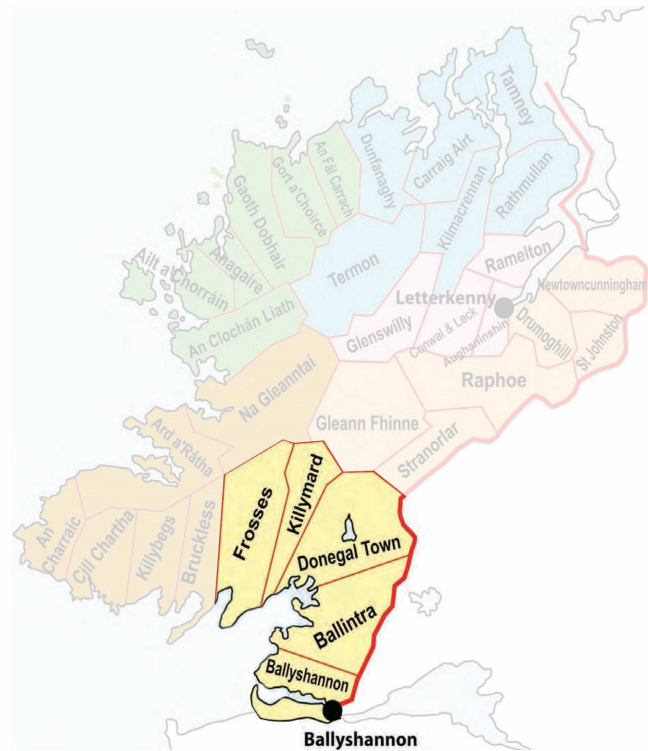 Tamney
Carraig Airt
Dunfanaghy
An Fál Carrach
Gort a'Choirce
Gaoth Dobhair
Rathmullan
Kilmacrennan
Anagaire
Ailt a'Chorráin
Termon
Ramelton
Newtowncunningham
Letterkenny
An Clochán Liath
Glenswilly
Conwal & Leck
Aughaninshin
Drumoghill
St Johnston
Na Gleanntaí
Raphoe
Gleann Fhinne
Stranorlar
Ard a'Rátha
An Charraic
Cill Chartha
Killybegs
Bruckless
Frosses
Killymard
Donegal Town
Ballintra
Ballyshannon
Ballyshannon